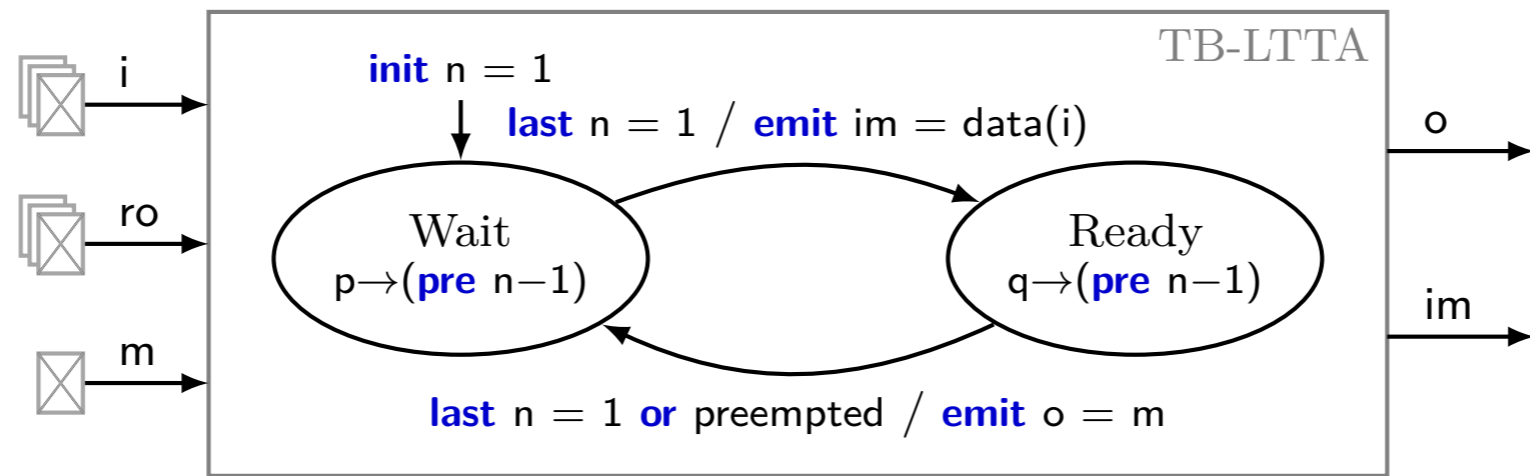 TB-LTTA
i
init n = 1
last n = 1 / emit im = data(i)
o
ro
Wait
p→(pre n−1)
Ready
q→(pre n−1)
im
m
last n = 1 or preempted / emit o = m